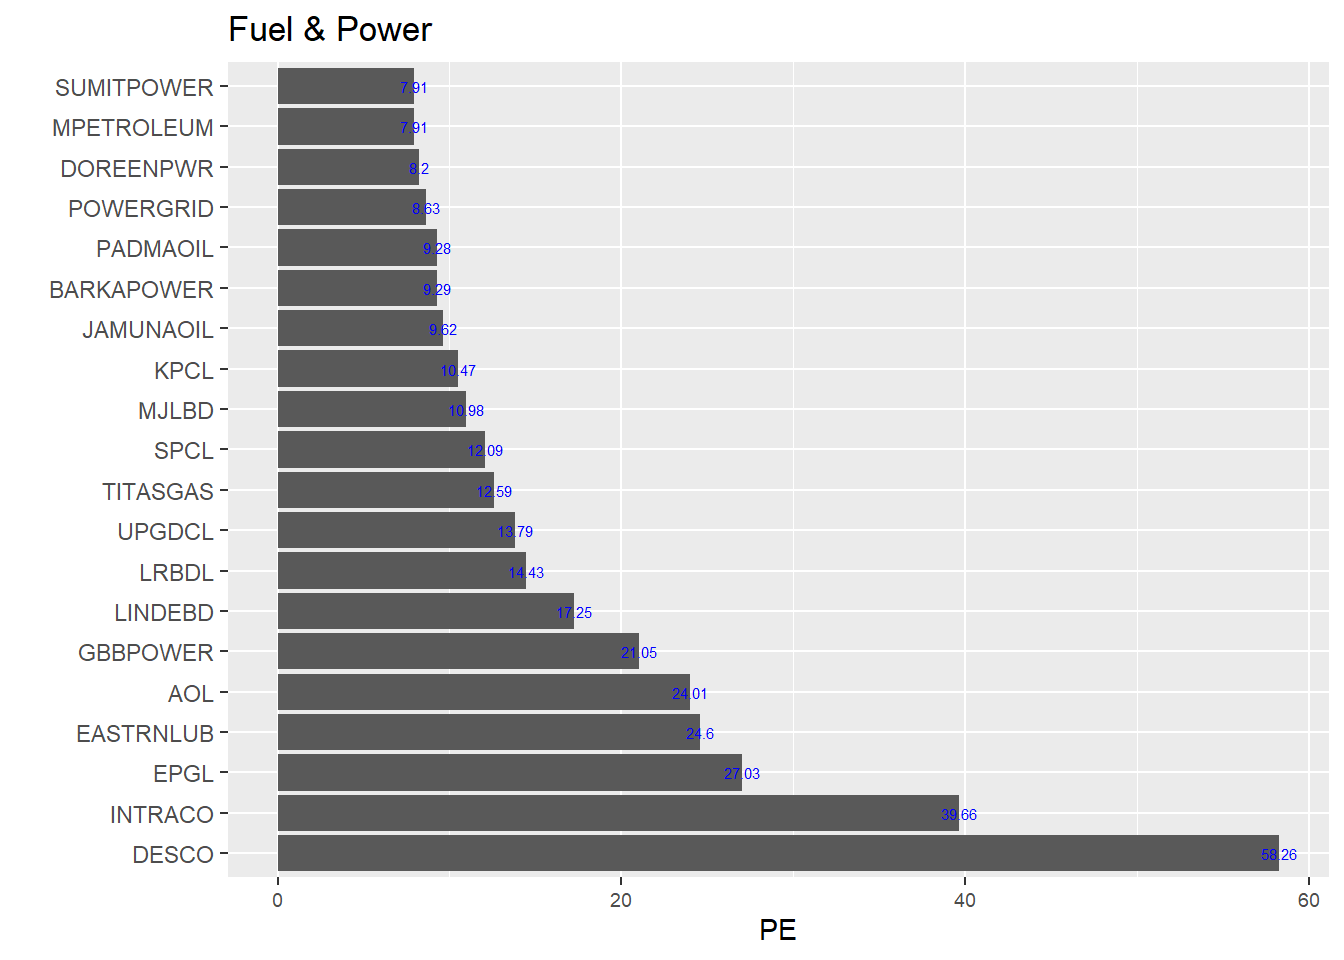 Fuel & Power
SUMITPOWER 7.91
MPETROLEUM 7.91
DOREENPWR 8.2
POWERGRID 8.63
PADMAOIL 9.28
BARKAPOWER 9.29
JAMUNAOIL 9.62
KPCL 10.47
MJLBD 10.98
SPCL 12.09
TITASGAS 12.59
UPGDCL 13.79
LRBDL 14.43
LINDEBD 17.25
GBBPOWER 21.05
AOL 24.01
EASTRNLUB 24.6
EPGL 27.03
INTRACO 39.66
DESCO 58.26
0 20 40 60
PE